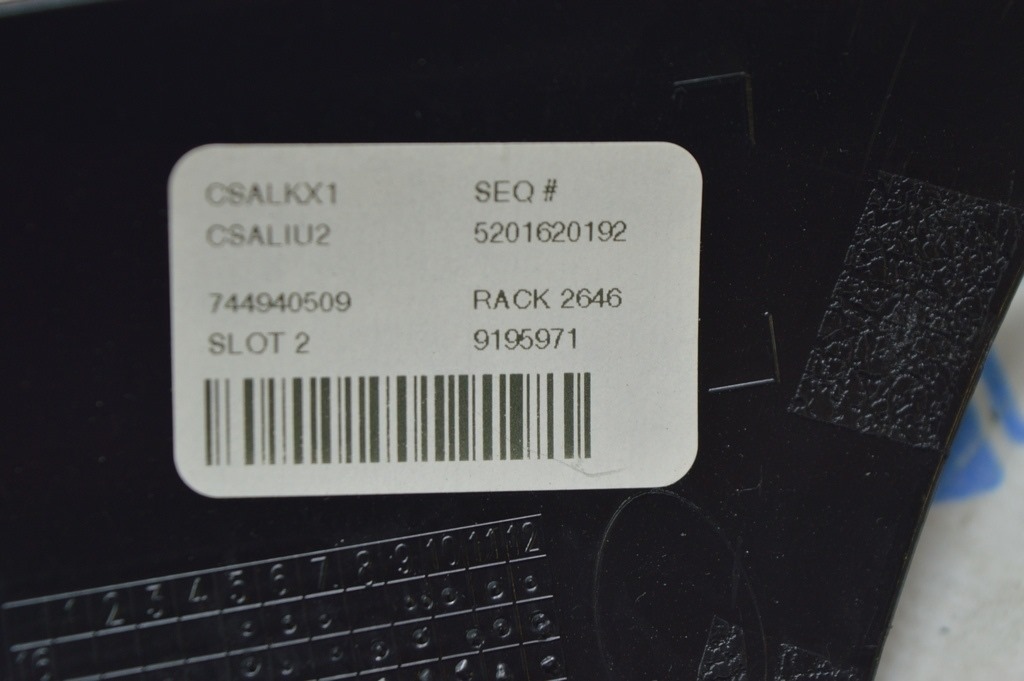 CSALKX1 SEQ #
CSALIU2 5201620192
744940509 RACK 2646
SLOT 2 9195971
1 2 3 4 5 6 7 8 9 10 11 12
16